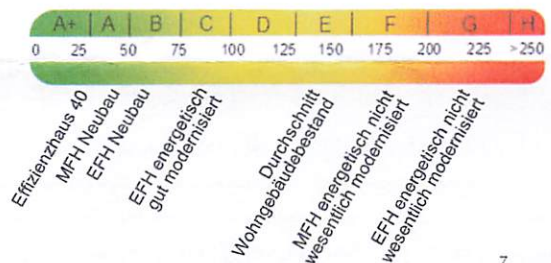 A+ A B C D E F G H
0 25 50 75 100 125 150 175 200 225 >250
Effizienzhaus 40
MFH Neubau
EFH Neubau
EFH energetisch
gut modernisiert
Durchschnitt
Wohngebäudebestand
MFH energetisch nicht
wesentlich modernisiert
EFH energetisch nicht
wesentlich modernisiert
7